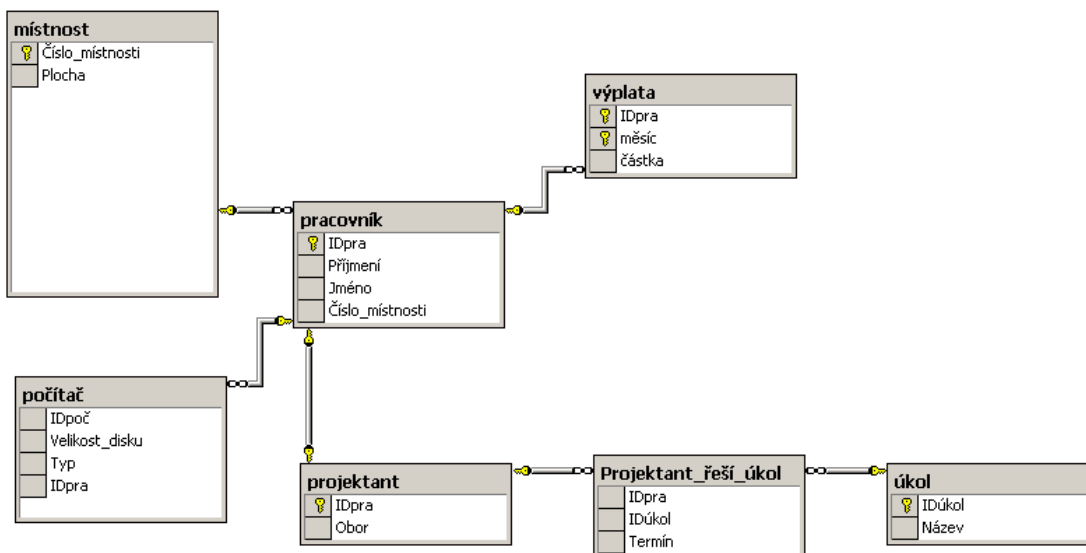 místnost
Číslo_místnosti
Plocha
výplata
IDpra
měsíc
částka
pracovník
IDpra
Příjmení
Jméno
Číslo_místnosti
počítač
IDpoč
Velikost_disku
Typ
IDpra
projektant
IDpra
Obor
Projektant_řeší_úkol
IDpra
IDúkol
Termín
úkol
IDúkol
Název